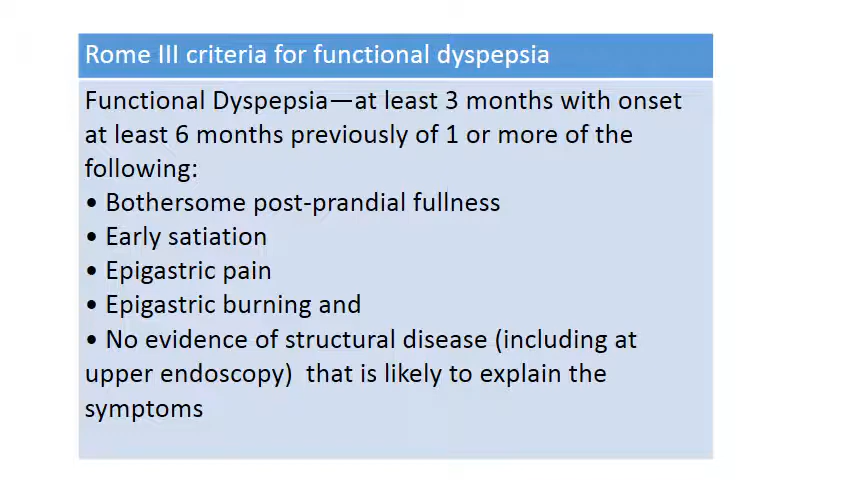 Rome III criteria for functional dyspepsia
Functional Dyspepsia—at least 3 months with onset
at least 6 months previously of 1 or more of the
following:
• Bothersome post-prandial fullness
• Early satiation
• Epigastric pain
• Epigastric burning and
• No evidence of structural disease (including at
upper endoscopy)  that is likely to explain the
symptoms